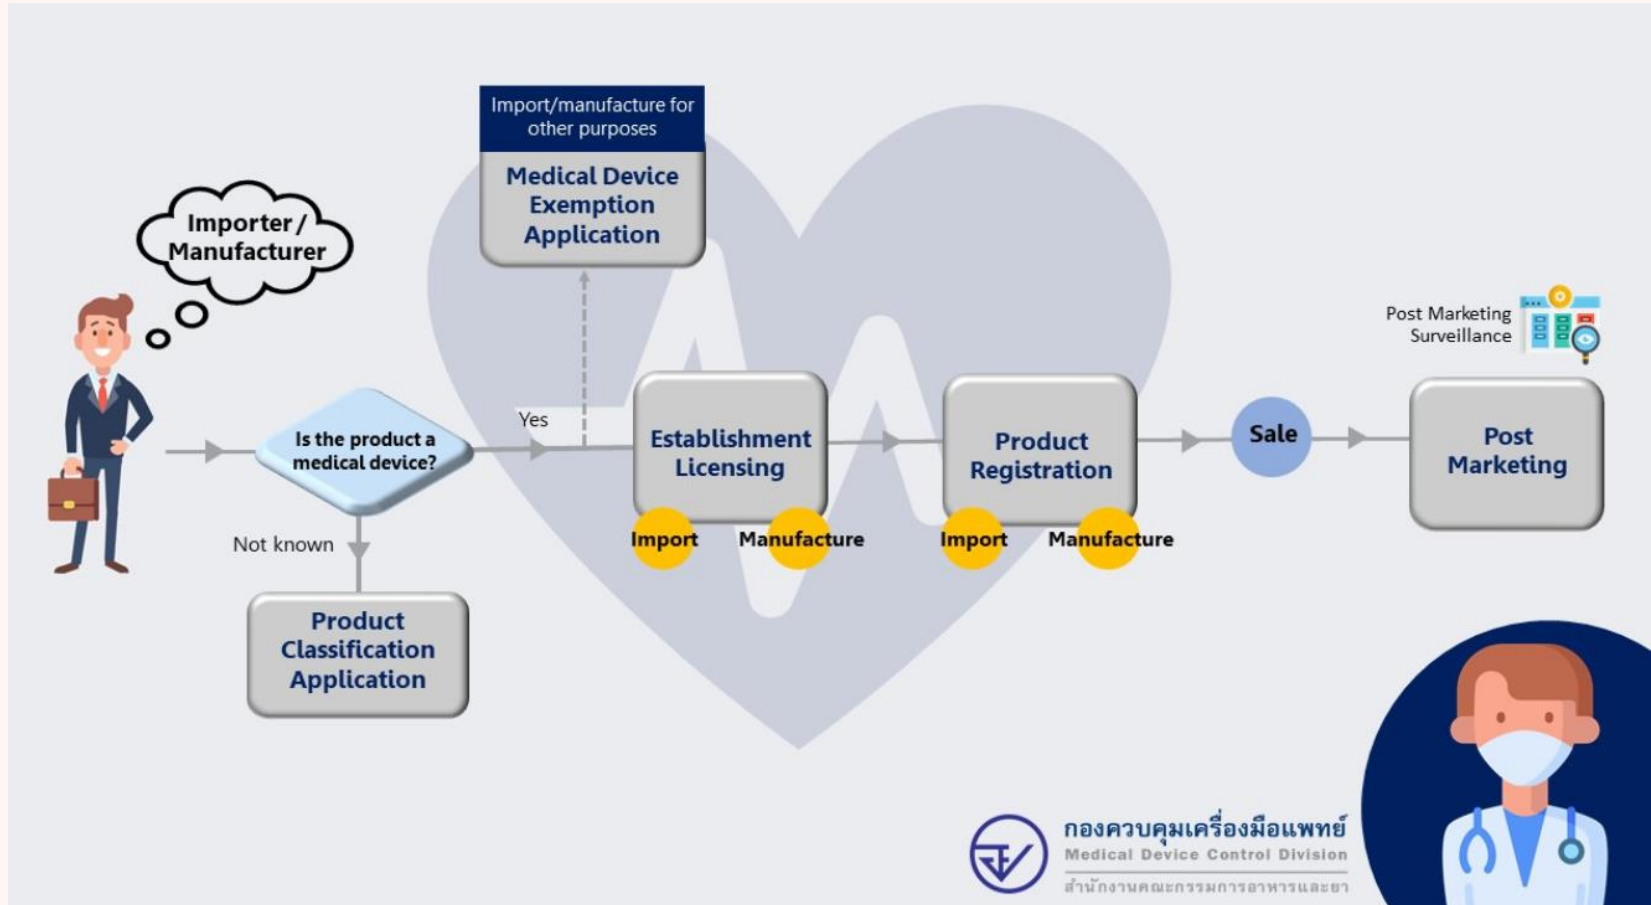 Import/manufacture for
other purposes
Medical Device
Exemption
Application
Importer /
Manufacturer
Post Marketing
Surveillance
Is the product a
medical device?
Yes
Establishment
Licensing
Import
Manufacture
Product
Registration
Import
Manufacture
Sale
Post
Marketing
Not known
Product
Classification
Application
กองควบคุมเครื่องมือแพทย์
Medical Device Control Division
สำนักงานคณะกรรมการอาหารและยา